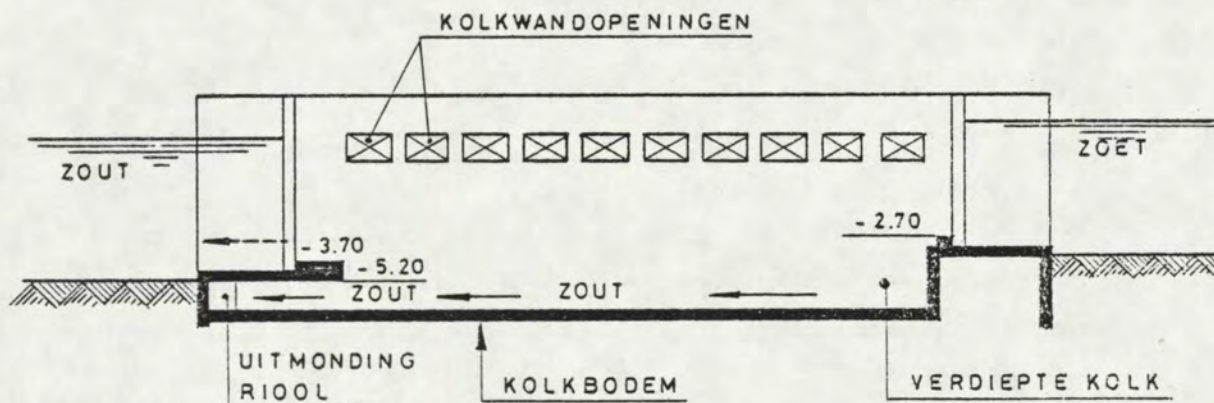 KOLKWANDOPENINGEN
ZOUT
ZOET
- 2.70
- 3.70
- 5.20
ZOUT
ZOUT
UITMONDING
RIOOL
KOLKBODEM
VERDIEPTE KOLK